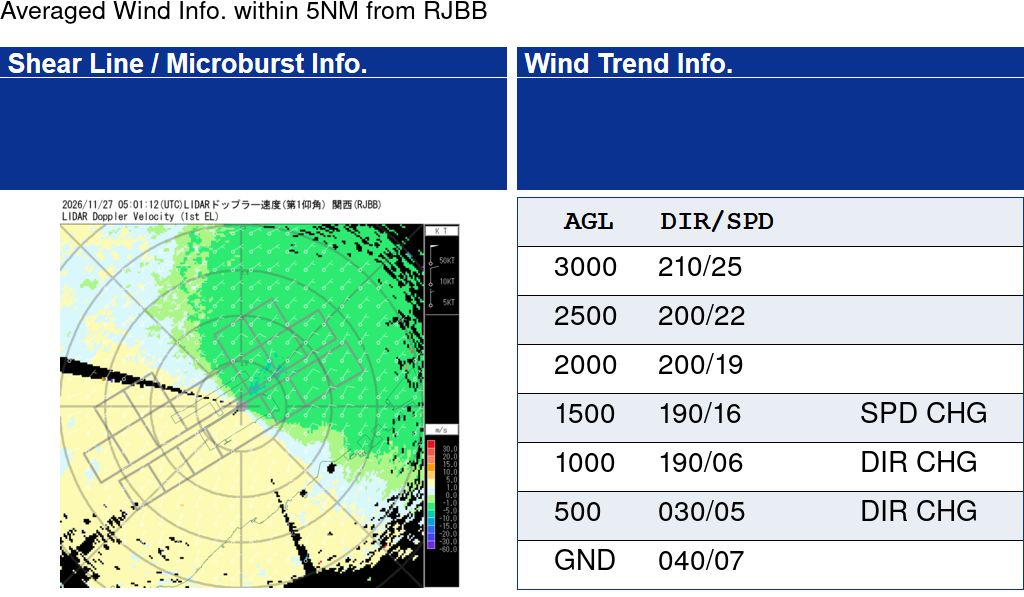 Averaged Wind Info. within 5NM from RJBB
Shear Line / Microburst Info.
Wind Trend Info.
2026/11/27 05:01:12(UTC)LIDARドップラー速度(第1仰角) 関西(RJBB)
LIDAR Doppler Velocity (1st EL)
KT
50KT
10KT
5KT
m/s
30.0
20.0
15.0
10.0
5.0
1.0
0.0
-1.0
-5.0
-10.0
-15.0
-20.0
-30.0
-60.0
AGL DIR/SPD
3000 210/25
2500 200/22
2000 200/19
1500 190/16 SPD CHG
1000 190/06 DIR CHG
500 030/05 DIR CHG
GND 040/07